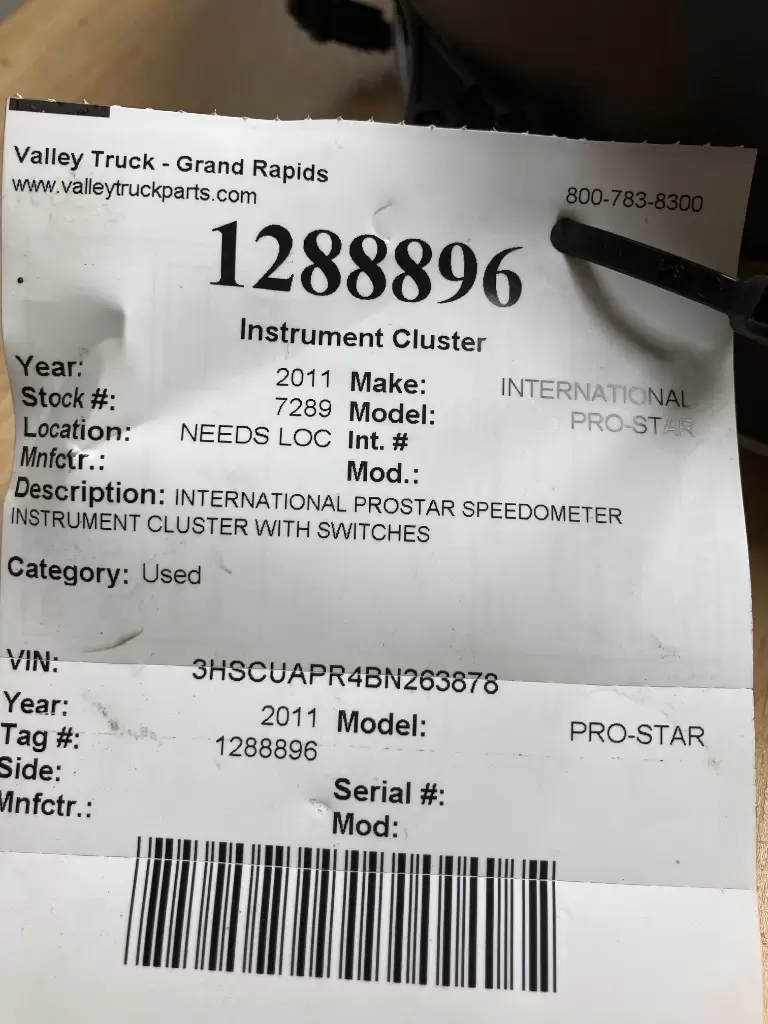 Valley Truck - Grand Rapids
www.valleytruckparts.com 800-783-8300
1288896
Instrument Cluster
Year: 2011 Make: INTERNATIONAL
Stock #: 7289 Model: PRO-STAR
Location: NEEDS LOC Int. #
Mnfctr.: Mod.:
Description: INTERNATIONAL PROSTAR SPEEDOMETER
INSTRUMENT CLUSTER WITH SWITCHES
Category: Used
VIN: 3HSCUAPR4BN263878
Year: 2011 Model: PRO-STAR
Tag #: 1288896
Side: Serial #:
Mnfctr.: Mod: